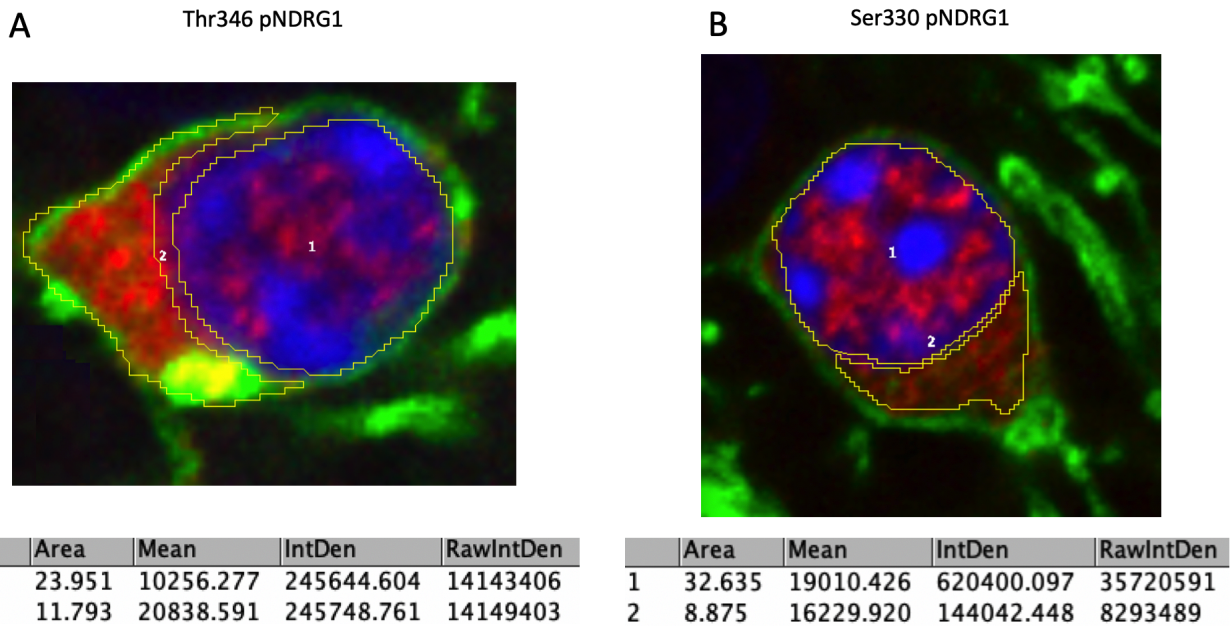 A
Thr346 pNDRG1
B
Ser330 pNDRG1
1
2
1
2
Area Mean IntDen RawIntDen
23.951 10256.277 245644.604 14143406
11.793 20838.591 245748.761 14149403
Area Mean IntDen RawIntDen
1 32.635 19010.426 620400.097 35720591
2 8.875 16229.920 144042.448 8293489